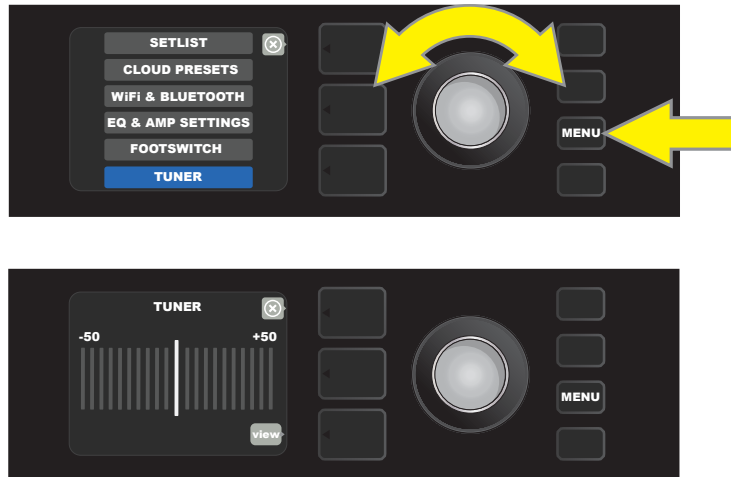 SETLIST
CLOUD PRESETS
WiFi & BLUETOOTH
EQ & AMP SETTINGS
FOOTSWITCH
TUNER
MENU
TUNER
-50 +50
view
MENU